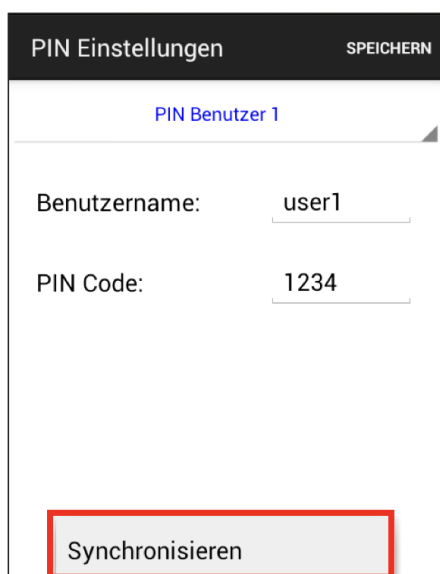 PIN Einstellungen SPEICHERN
PIN Benutzer 1
Benutzername: user1
PIN Code: 1234
Synchronisieren